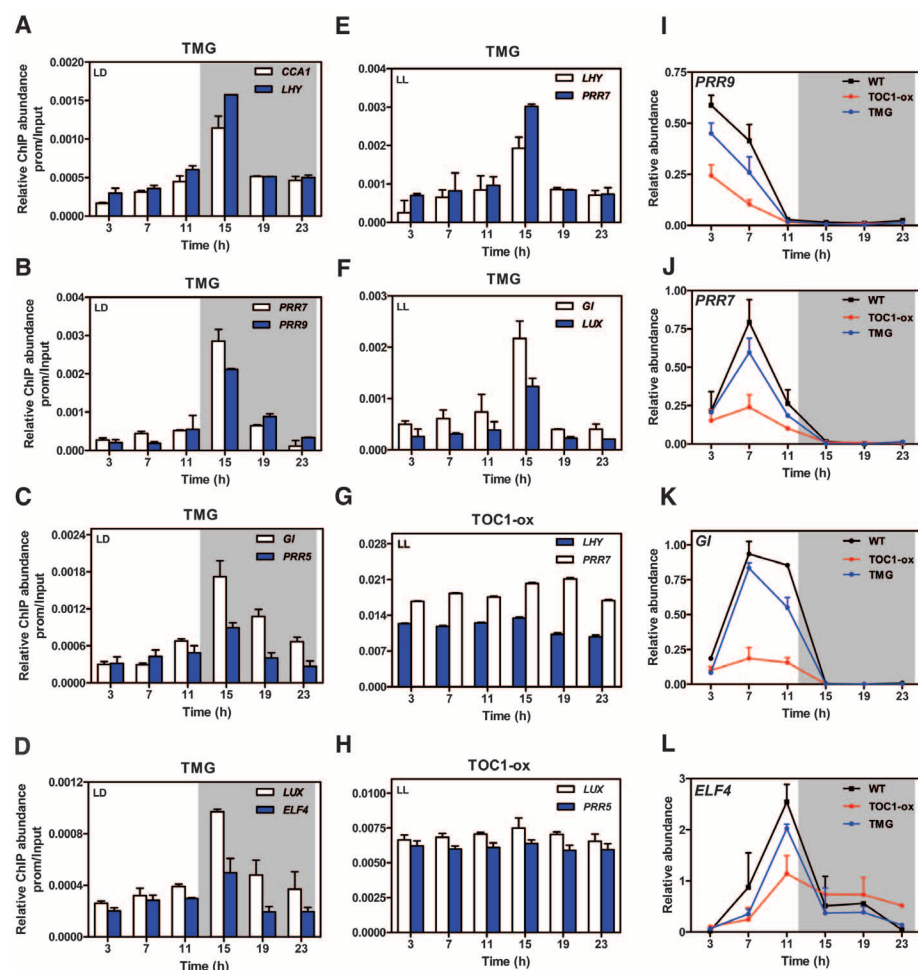 A
TMG
LD
CCA1
LHY
Relative ChIP abundance
prom/Input
0.0020
0.0015
0.0010
0.0005
0.0000
3 7 11 15 19 23
Time (h)
B
TMG
LD
PRR7
PRR9
Relative ChIP abundance
prom/Input
0.004
0.003
0.002
0.001
0.000
3 7 11 15 19 23
Time (h)
C
TMG
LD
GI
PRR5
Relative ChIP abundance
prom/Input
0.0024
0.0018
0.0012
0.0006
0.0000
3 7 11 15 19 23
Time (h)
D
TMG
LD
LUX
ELF4
Relative ChIP abundance
prom/Input
0.0012
0.0008
0.0004
0.0000
3 7 11 15 19 23
Time (h)
E
TMG
LL
LHY
PRR7
0.004
0.003
0.002
0.001
0.000
3 7 11 15 19 23
Time (h)
F
TMG
LL
GI
LUX
0.003
0.002
0.001
0.000
3 7 11 15 19 23
Time (h)
G
TOC1-ox
LL
LHY
PRR7
0.028
0.021
0.014
0.007
0.000
3 7 11 15 19 23
Time (h)
H
TOC1-ox
LL
LUX
PRR5
0.0100
0.0075
0.0050
0.0025
0.0000
3 7 11 15 19 23
Time (h)
I
PRR9
WT
TOC1-ox
TMG
Relative abundance
0.75
0.50
0.25
0.00
3 7 11 15 19 23
Time (h)
J
PRR7
WT
TOC1-ox
TMG
Relative abundance
1.00
0.75
0.50
0.25
0.00
3 7 11 15 19 23
Time (h)
K
GI
WT
TOC1-ox
TMG
Relative abundance
1.00
0.75
0.50
0.25
0.00
3 7 11 15 19 23
Time (h)
L
ELF4
WT
TOC1-ox
TMG
Relative abundance
3
2
1
0
3 7 11 15 19 23
Time (h)